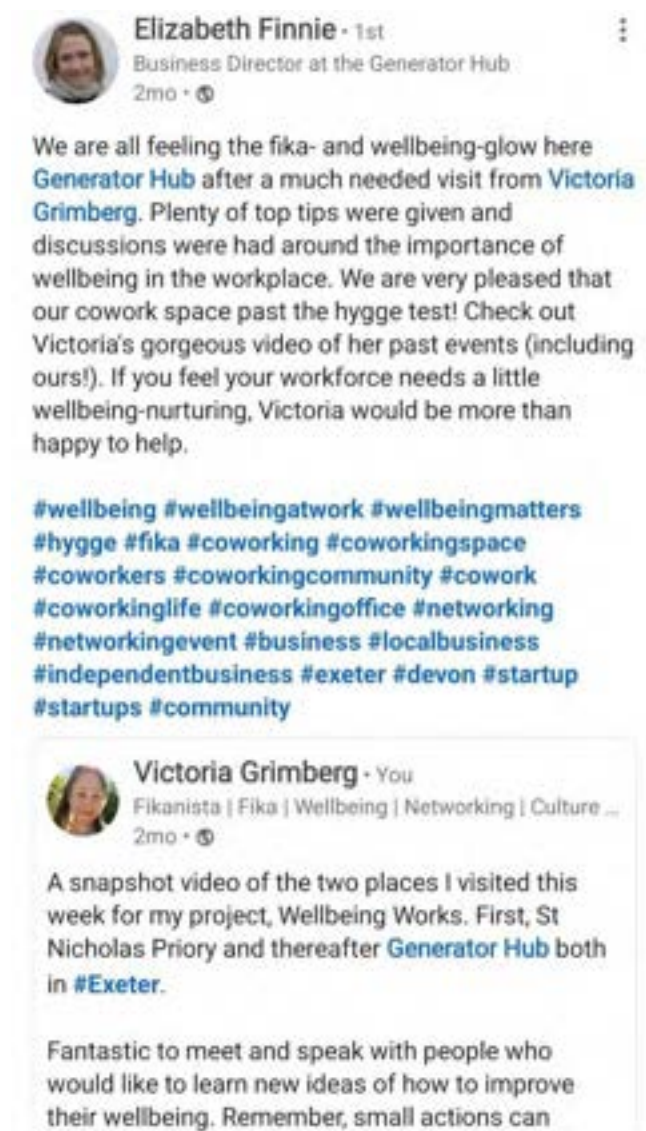 Elizabeth Finnie · 1st
Business Director at the Generator Hub
2mo ·
We are all feeling the fika- and wellbeing-glow here
Generator Hub after a much needed visit from Victoria
Grimberg. Plenty of top tips were given and
discussions were had around the importance of
wellbeing in the workplace. We are very pleased that
our cowork space past the hygge test! Check out
Victoria's gorgeous video of her past events (including
ours!). If you feel your workforce needs a little
wellbeing-nurturing, Victoria would be more than
happy to help.
#wellbeing #wellbeingatwork #wellbeingmatters
#hygge #fika #coworking #coworkingspace
#coworkers #coworkingcommunity #cowork
#coworkinglife #coworkingoffice #networking
#networkingevent #business #localbusiness
#independentbusiness #exeter #devon #startup
#startups #community
Victoria Grimberg · You
Fikanista | Fika | Wellbeing | Networking | Culture ...
2mo ·
A snapshot video of the two places I visited this
week for my project, Wellbeing Works. First, St
Nicholas Priory and thereafter Generator Hub both
in #Exeter.
Fantastic to meet and speak with people who
would like to learn new ideas of how to improve
their wellbeing. Remember, small actions can